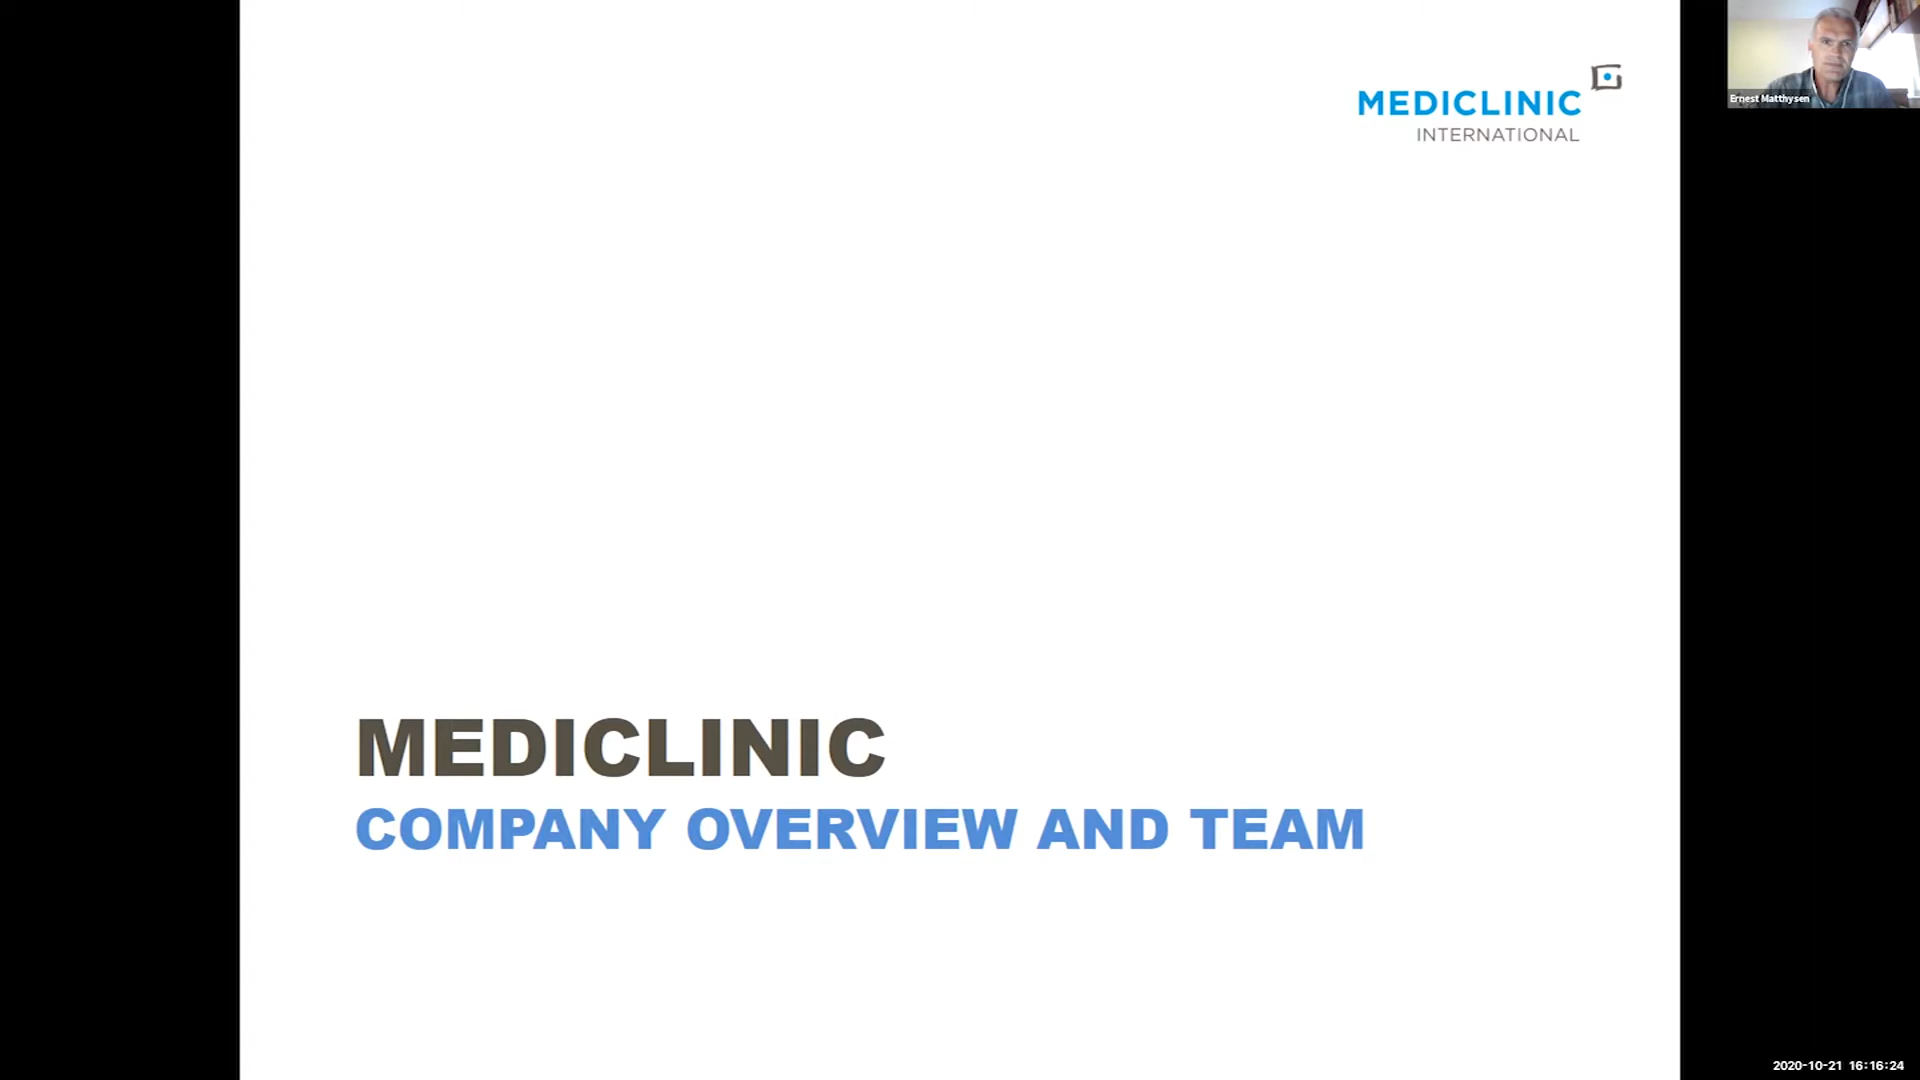 MEDICLINIC
INTERNATIONAL
Ernest Matthysen
MEDICLINIC
COMPANY OVERVIEW AND TEAM
2020-10-21 16:16:24